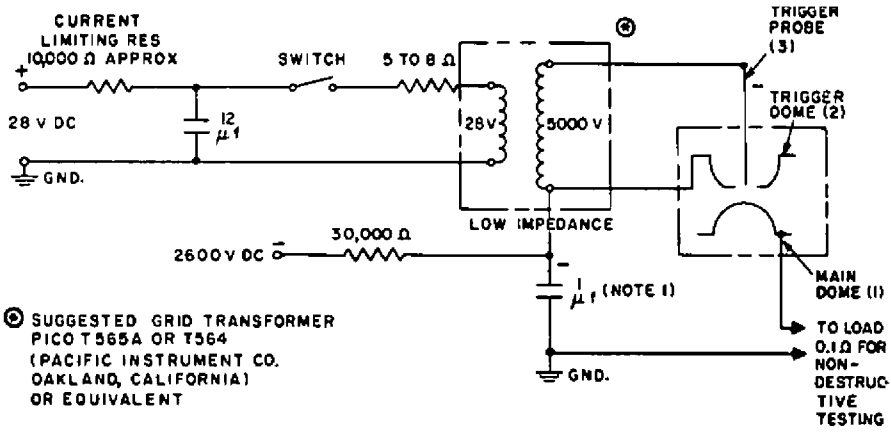 CURRENT
LIMITING RES
10,000 Ω APPROX
+
28 V DC
GND.
12
μf
SWITCH
5 TO 8 Ω
28V
5000 V
LOW IMPEDANCE
⊛
TRIGGER
PROBE
(3)
-
TRIGGER
DOME (2)
MAIN
DOME (1)
2600 V DC
-
30,000 Ω
-
1
μf (NOTE 1)
GND.
TO LOAD
0.1 Ω FOR
NON-
DESTRUC-
TIVE
TESTING
⊛ SUGGESTED GRID TRANSFORMER
PICO T565A OR T564
(PACIFIC INSTRUMENT CO.
OAKLAND, CALIFORNIA)
OR EQUIVALENT